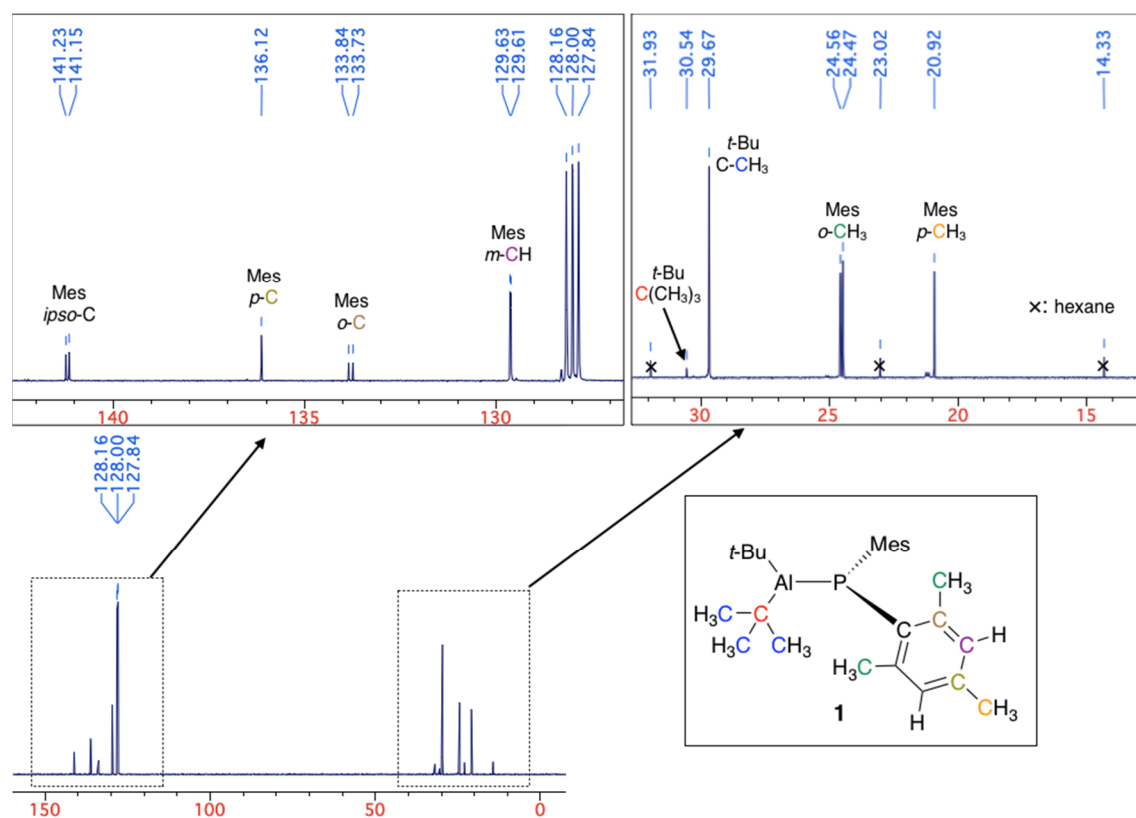 141.23
141.15
136.12
133.84
133.73
129.63
129.61
128.16
128.00
127.84
Mes
ipso-C
Mes
p-C
Mes
o-C
Mes
m-CH
140
135
130
31.93
30.54
29.67
24.56
24.47
23.02
20.92
14.33
t-Bu
C-CH₃
t-Bu
C(CH₃)₃
Mes
o-CH₃
Mes
p-CH₃
×: hexane
30
25
20
15
128.16
128.00
127.84
150
100
50
0
t-Bu
Mes
Al
P
CH₃
H₃C
C
C
C
C
H
H₃C
CH₃
H₃C
C
CH₃
H
1